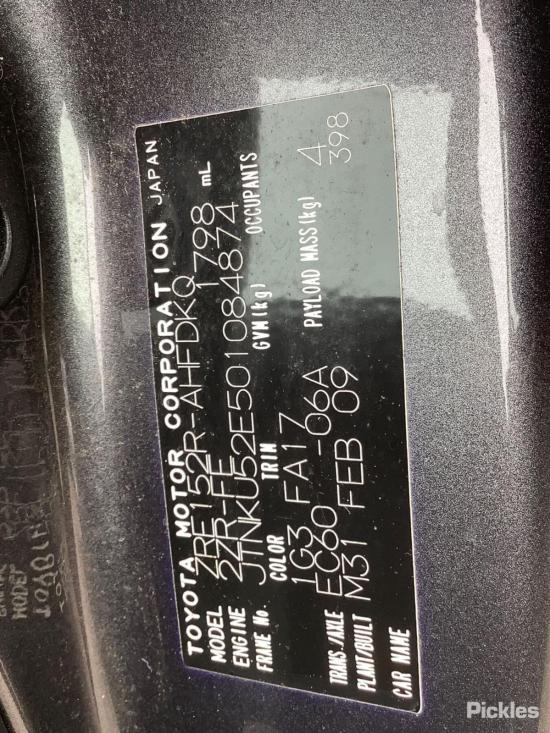 TOYOTA MOTOR CORPORATION JAPAN
MODEL ZRE152R-AHFDKQ
ENGINE 2ZR-FE 1798 mL
FRAME No. JTNKU52E501084874
COLOR TRIM GVM(kg) OCCUPANTS
1G3 FA17 4
TRANS./AXLE EC60 -06A PAYLOAD MASS(kg) 398
PLANT/BUILT M31 FEB 09
CAR NAME
MODEL
Pickles